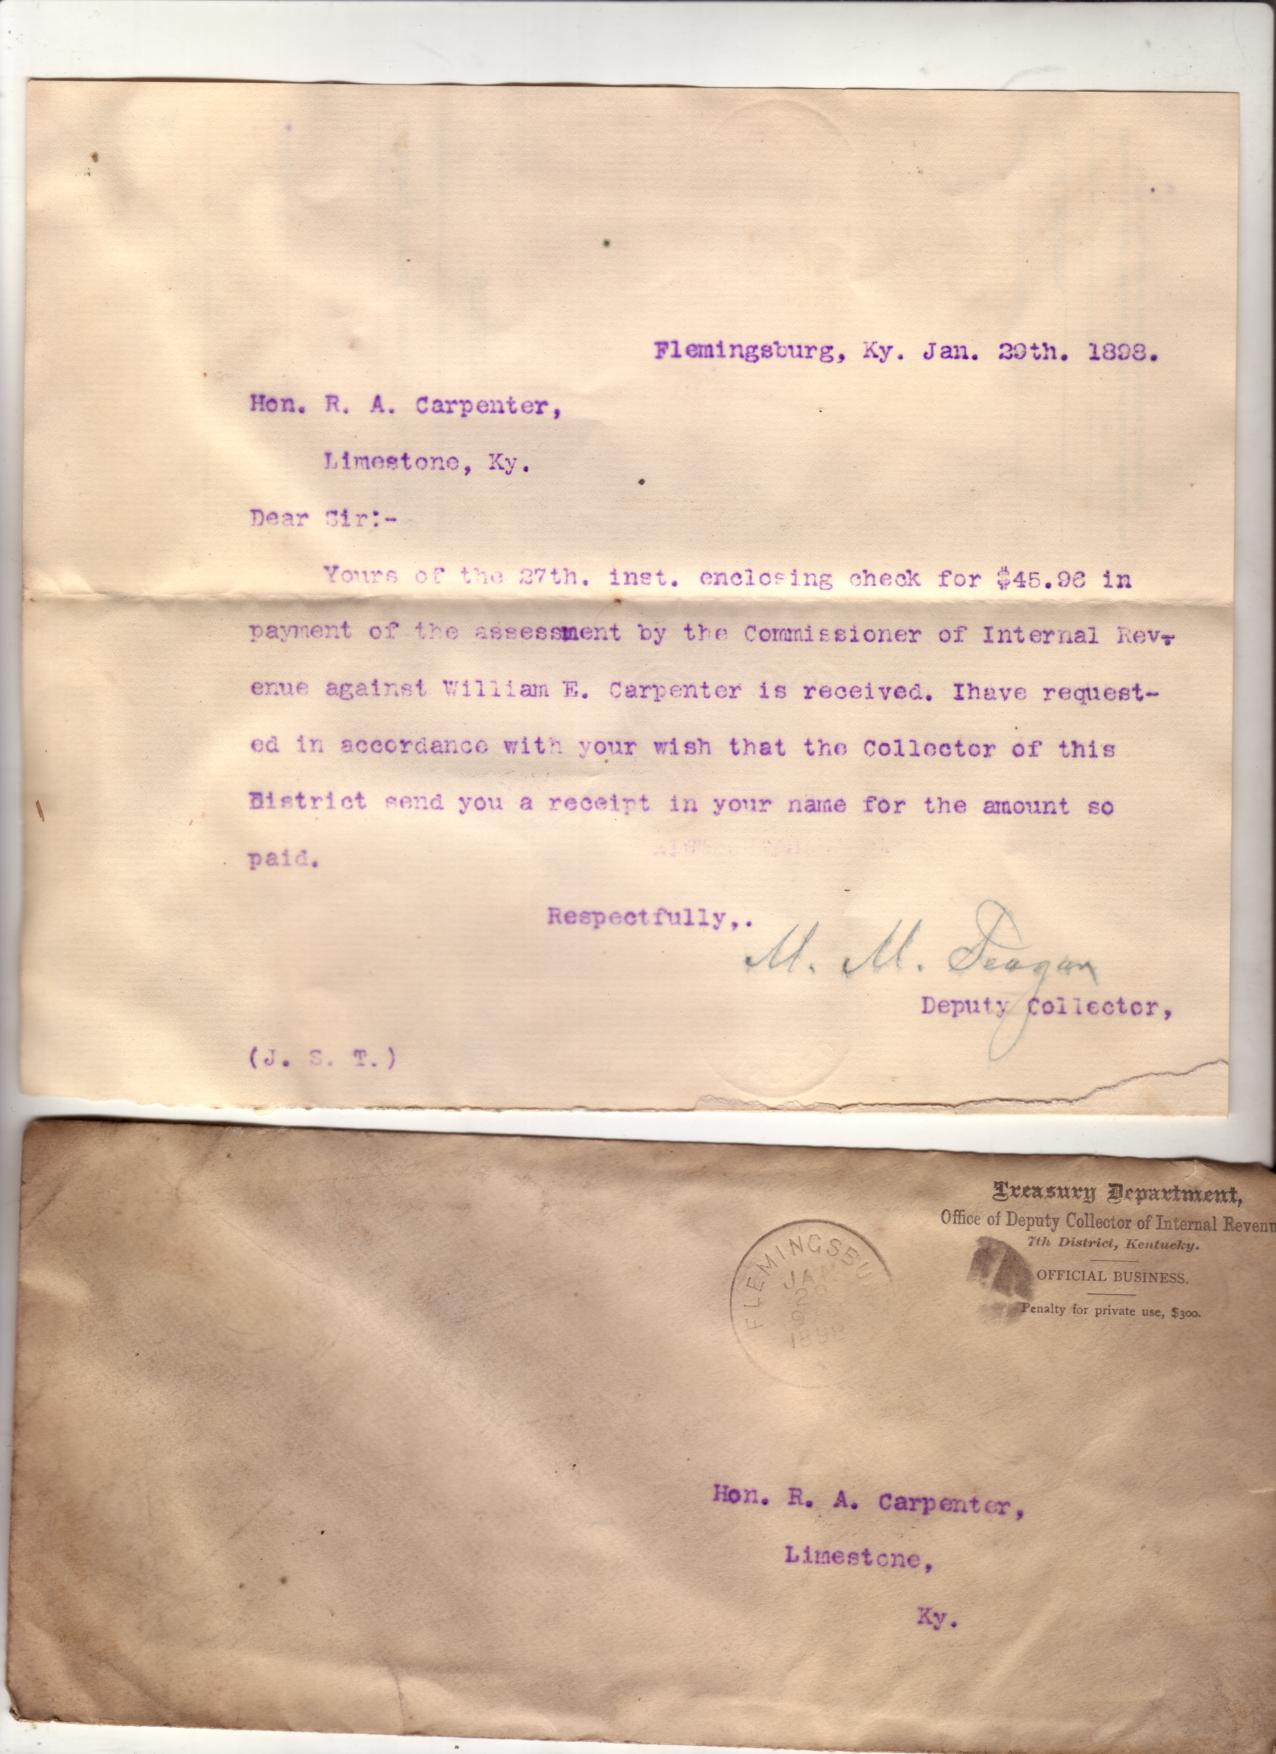 Flemingsburg, Ky. Jan. 29th. 1898.
Hon. R. A. Carpenter,
Limestone, Ky.
Dear Sir:-
Yours of the 27th. inst. enclosing check for $45.96 in
payment of the assessment by the Commissioner of Internal Rev-
enue against William E. Carpenter is received. Ihave request-
ed in accordance with your wish that the Collector of this
District send you a receipt in your name for the amount so
paid.
Respectfully,.
M. M. Teagan
Deputy Collector,
(J. S. T.)
Treasury Department,
Office of Deputy Collector of Internal Revenu
7th District, Kentucky.
OFFICIAL BUSINESS.
Penalty for private use, $300.
FLEMINGSBU
JAN
1898
Hon. R. A. Carpenter,
Limestone,
Ky.